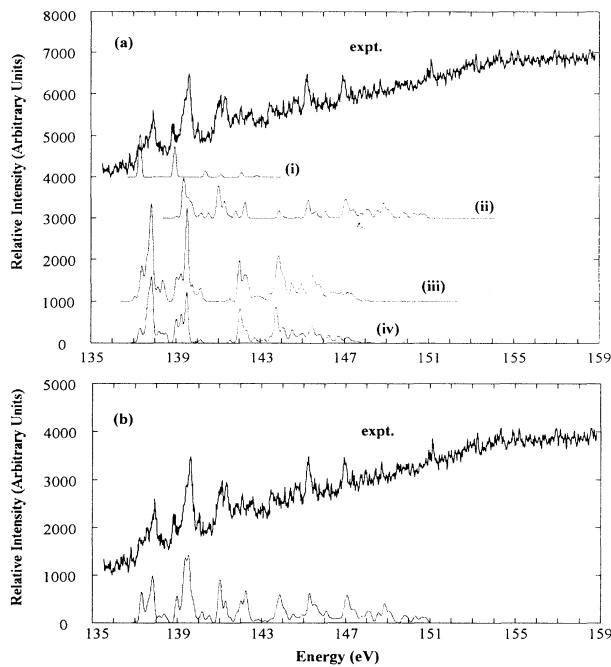 8000
(a)
expt.
7000
6000
5000
4000
(i)
3000
(ii)
2000
1000
(iii)
0
(iv)
135 139 143 147 151 155 159
Relative Intensity (Arbitrary Units)
5000
(b)
expt.
4000
3000
2000
1000
0
135 139 143 147 151 155 159
Relative Intensity (Arbitrary Units)
Energy (eV)